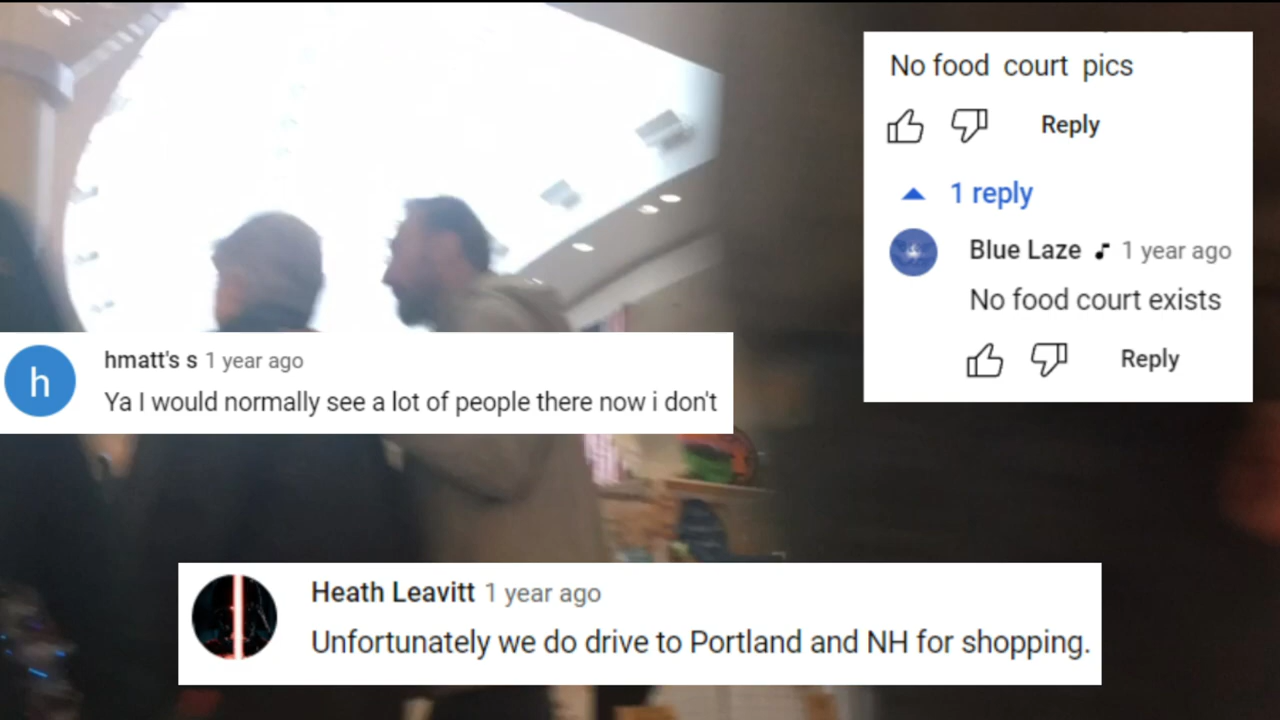 No food court pics
Reply
1 reply
Blue Laze 1 year ago
No food court exists
Reply
h
hmatt's s 1 year ago
Ya I would normally see a lot of people there now i don't
Heath Leavitt 1 year ago
Unfortunately we do drive to Portland and NH for shopping.